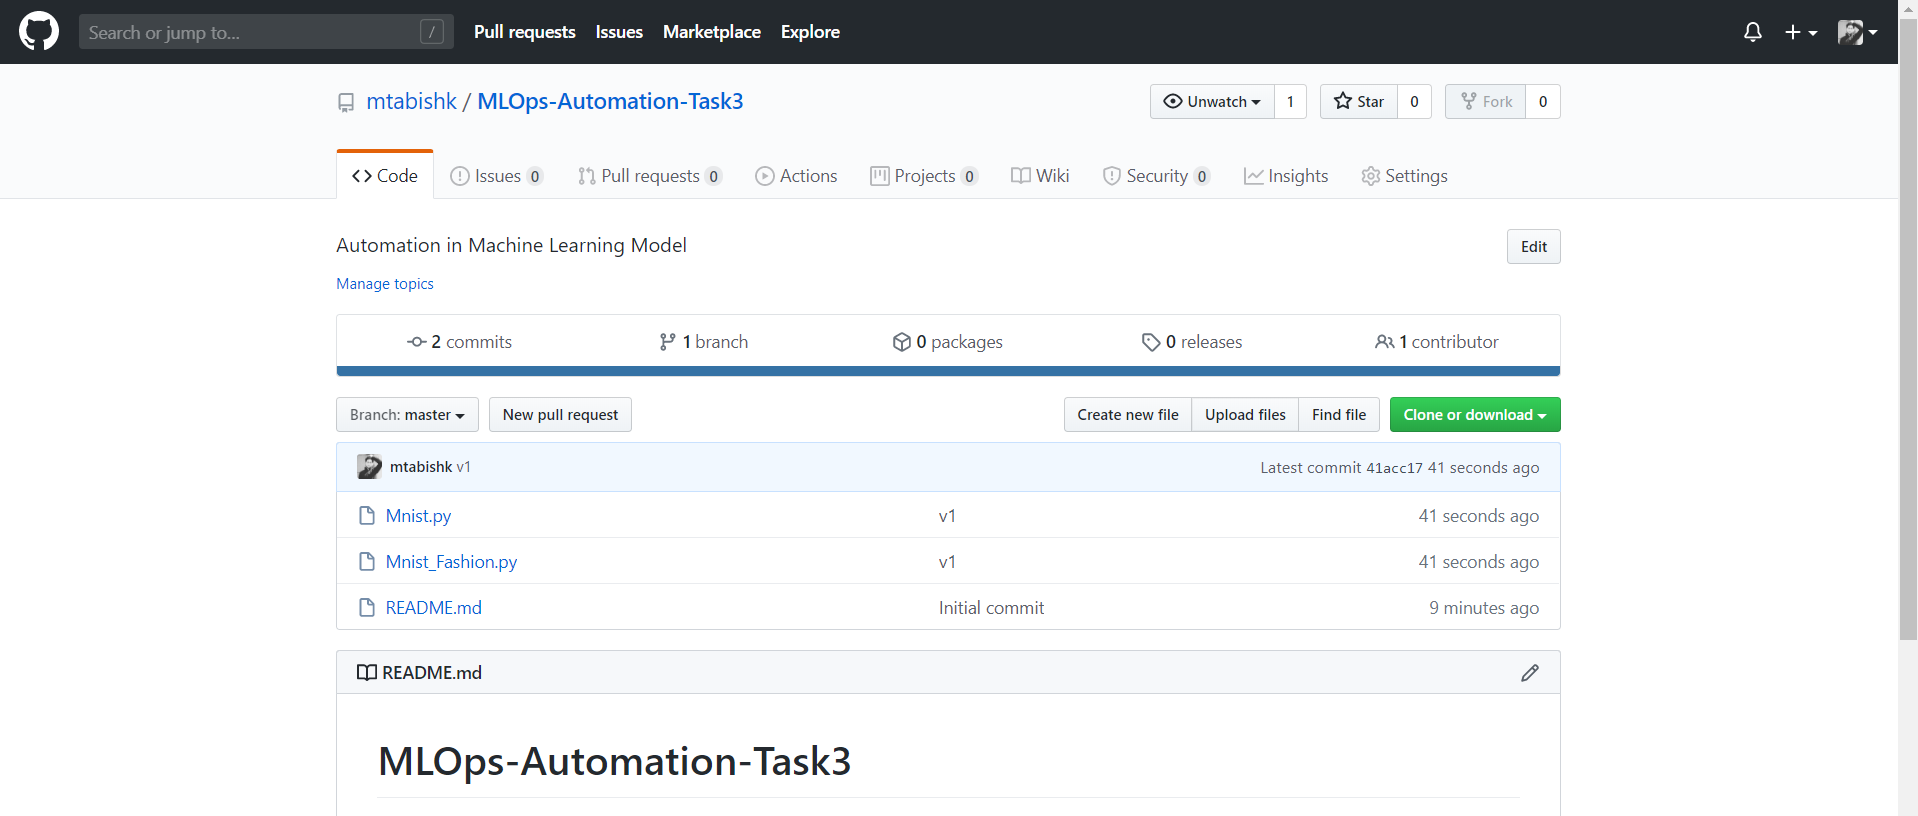 Search or jump to... / Pull requests Issues Marketplace Explore
mtabishk / MLOps-Automation-Task3 Unwatch 1 Star 0 Fork 0
Code Issues 0 Pull requests 0 Actions Projects 0 Wiki Security 0 Insights Settings
Automation in Machine Learning Model Edit
Manage topics
2 commits 1 branch 0 packages 0 releases 1 contributor
Branch: master New pull request Create new file Upload files Find file Clone or download
mtabishk v1 Latest commit 41acc17 41 seconds ago
Mnist.py v1 41 seconds ago
Mnist_Fashion.py v1 41 seconds ago
README.md Initial commit 9 minutes ago
README.md
MLOps-Automation-Task3